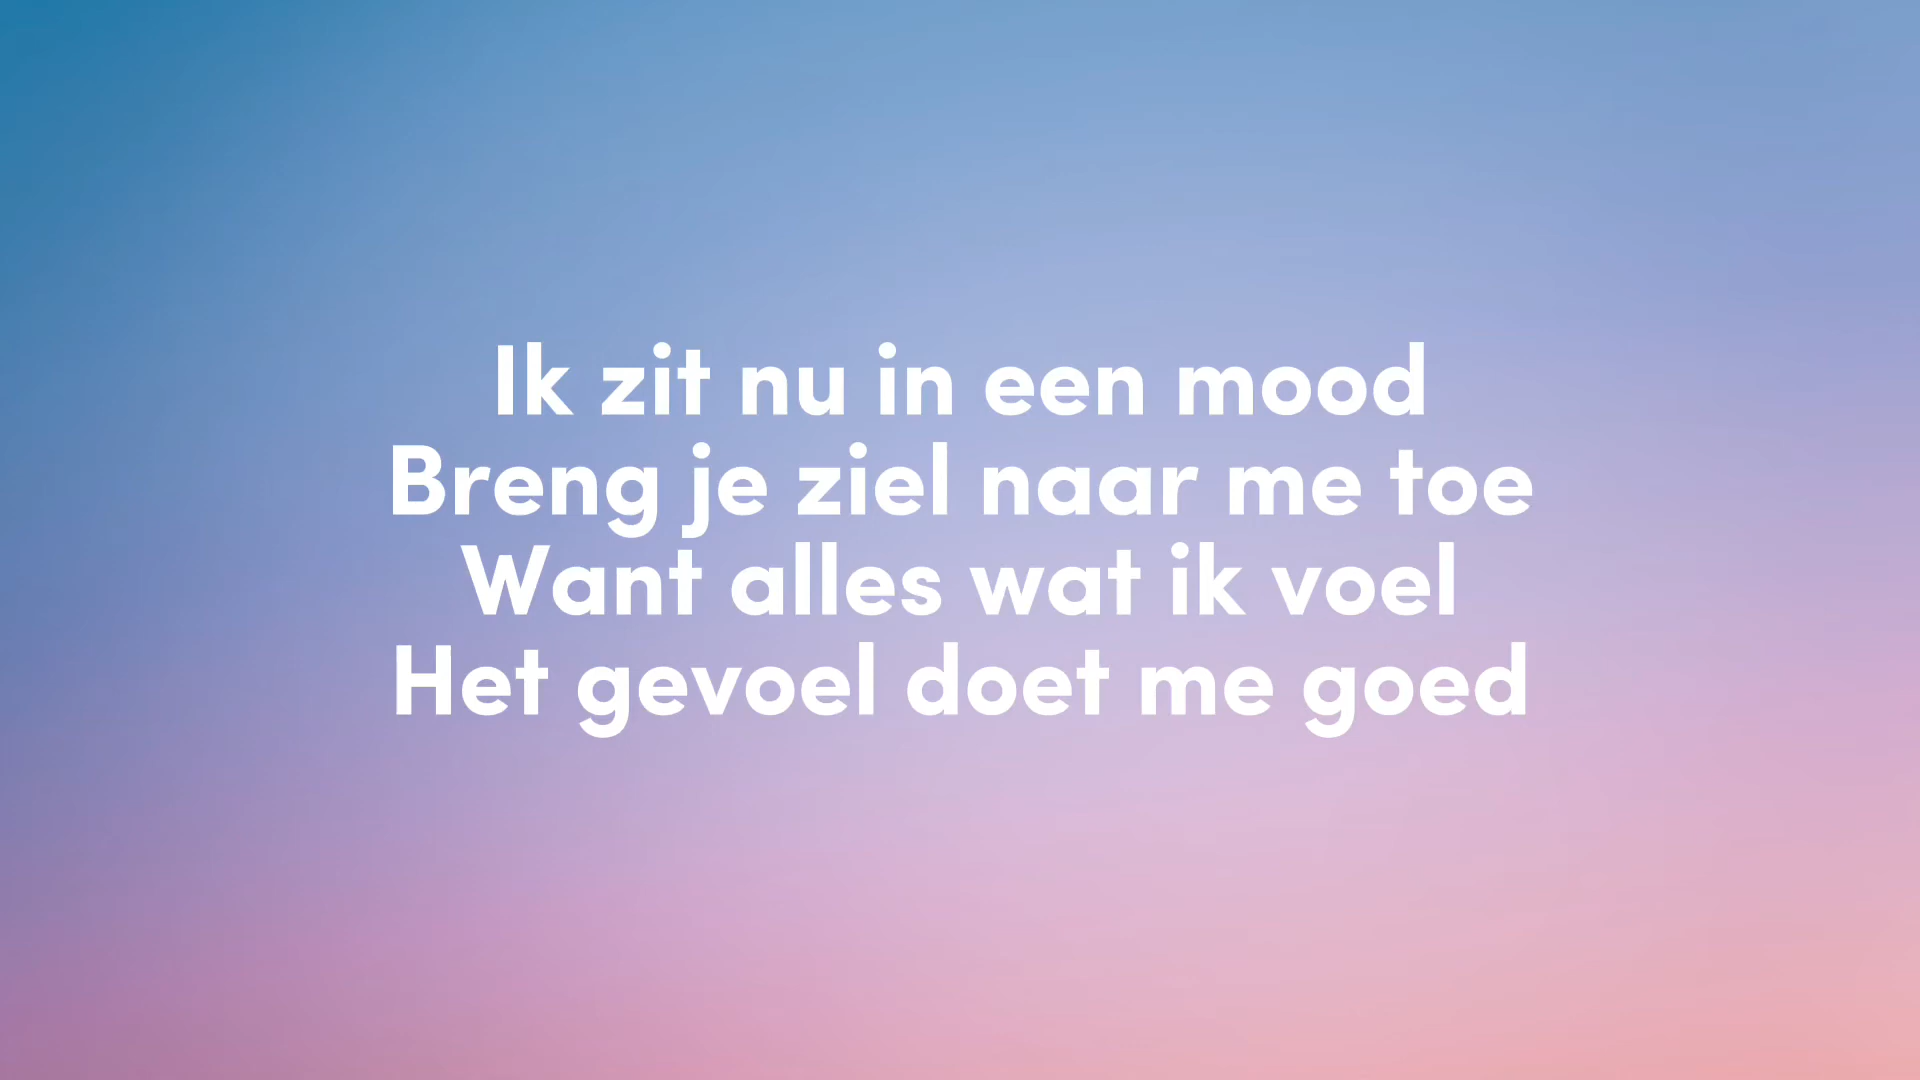 Ik zit nu in een mood
Breng je ziel naar me toe
Want alles wat ik voel
Het gevoel doet me goed